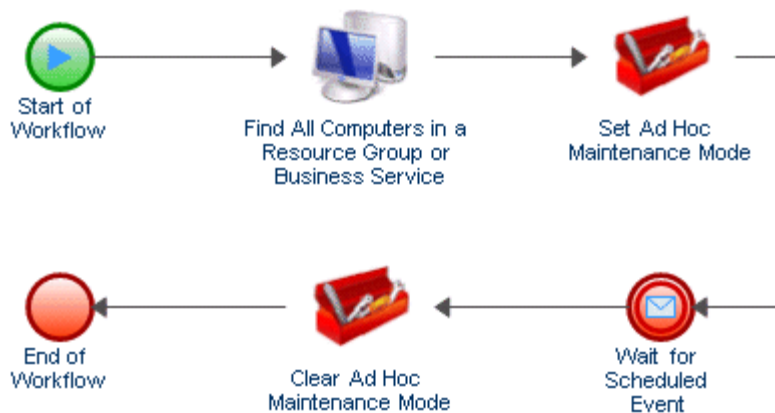 Start of
Workflow
Find All Computers in a
Resource Group or
Business Service
Set Ad Hoc
Maintenance Mode
End of
Workflow
Clear Ad Hoc
Maintenance Mode
Wait for
Scheduled
Event